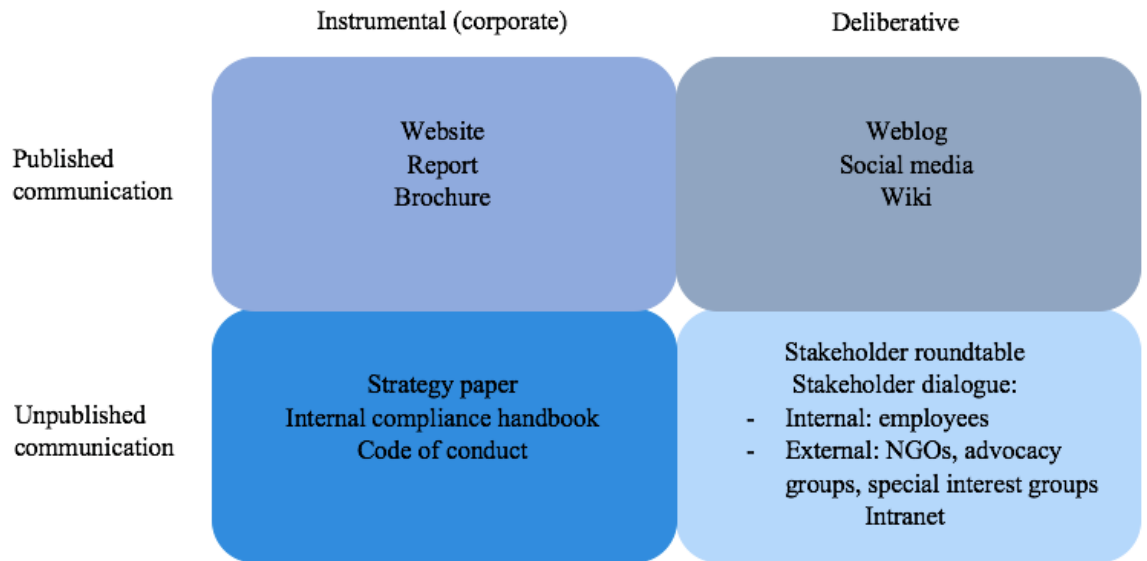 Instrumental (corporate)
Deliberative
Published
communication
Website
Report
Brochure
Weblog
Social media
Wiki
Unpublished
communication
Strategy paper
Internal compliance handbook
Code of conduct
Stakeholder roundtable
Stakeholder dialogue:
- Internal: employees
- External: NGOs, advocacy
groups, special interest groups
Intranet